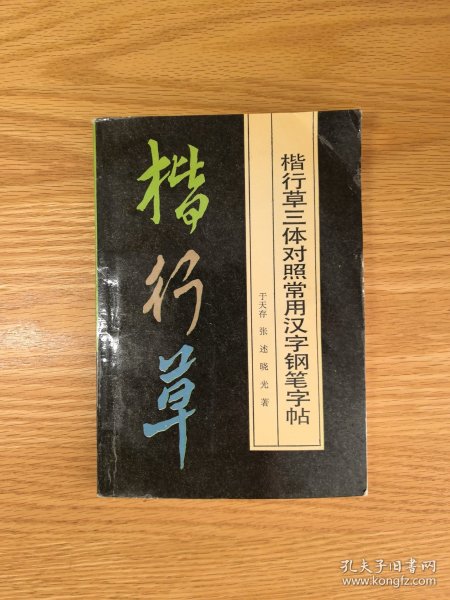 楷行草
楷行草三体对照常用汉字钢笔字帖
于天存 张述 晓光 著
孔夫子旧书网
www.kongfz.com